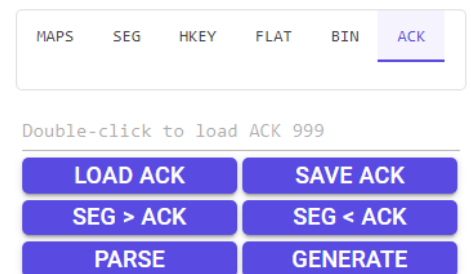 MAPS SEG HKEY FLAT BIN ACK
Double-click to load ACK 999
LOAD ACK SAVE ACK
SEG > ACK SEG < ACK
PARSE GENERATE